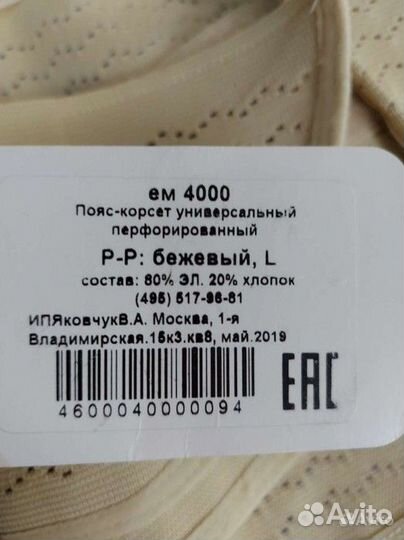 ем 4000
Пояс-корсет универсальный
перфорированный
Р-Р: бежевый, L
состав: 80% ЭЛ. 20% хлопок
(495) 517-96-81
ИПЯковчукВ.А. Москва, 1-я
Владимирская.15к3.кв8, май.2019
4600040000094
EAC
Avito